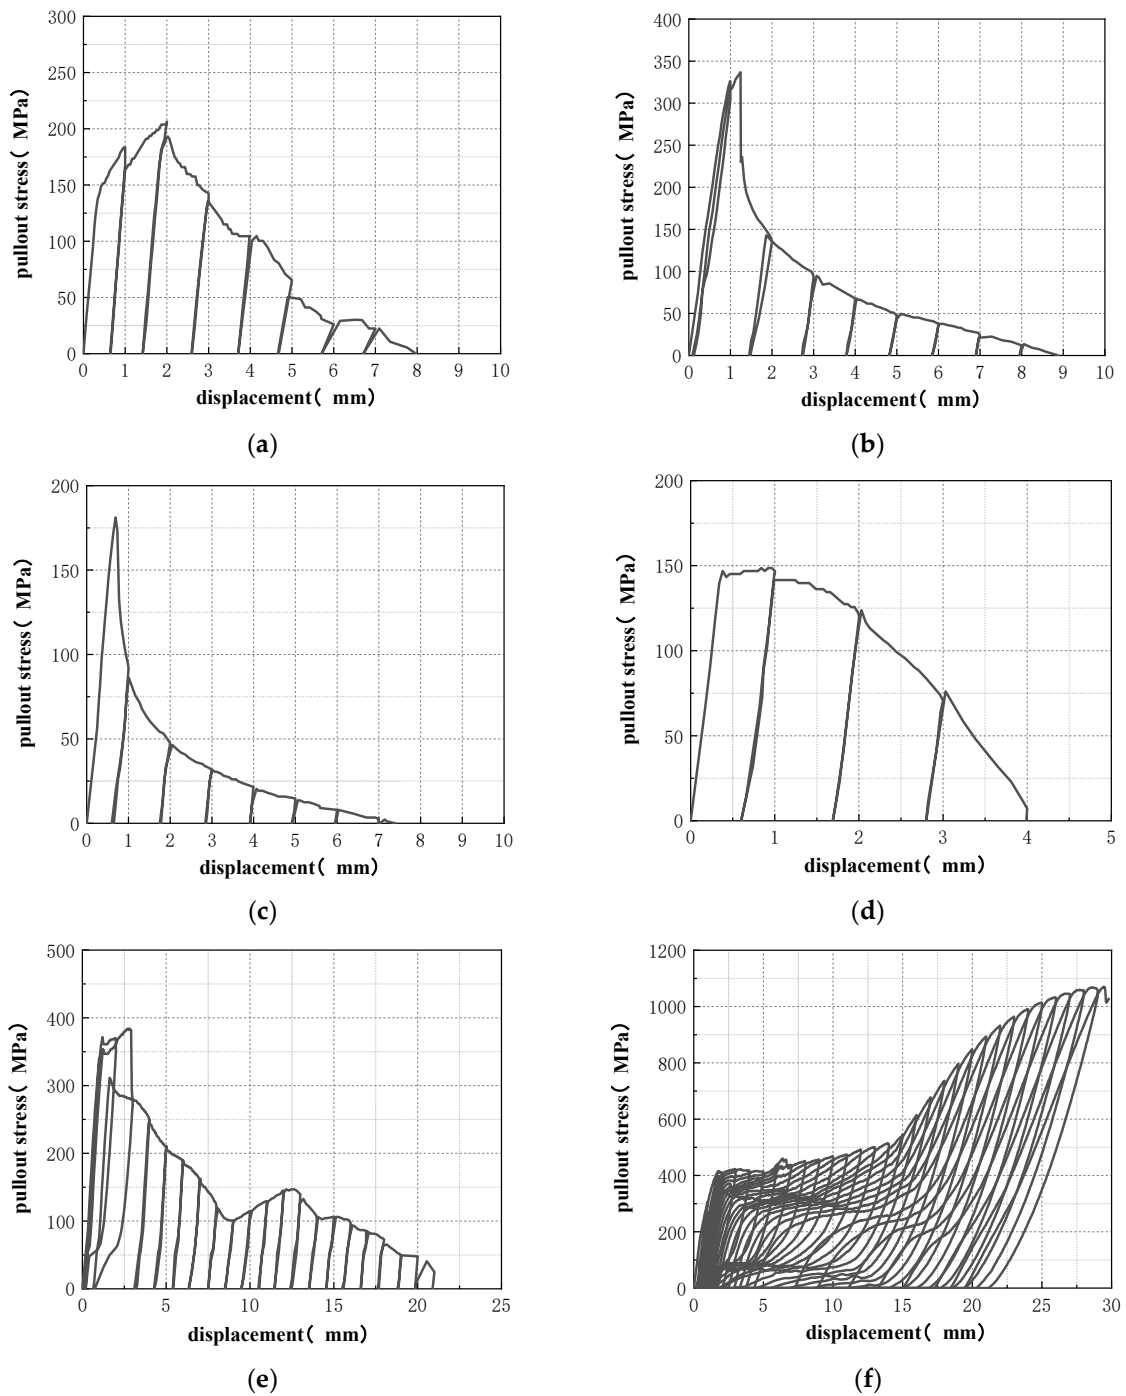 300
250
200
150
100
50
0
pullout stress( MPa)
0 1 2 3 4 5 6 7 8 9 10
displacement( mm)
(a)
400
350
300
250
200
150
100
50
0
pullout stress( MPa)
0 1 2 3 4 5 6 7 8 9 10
displacement( mm)
(b)
200
150
100
50
0
pullout stress( MPa)
0 1 2 3 4 5 6 7 8 9 10
displacement( mm)
(c)
200
150
100
50
0
pullout stress( MPa)
0 1 2 3 4 5
displacement( mm)
(d)
500
400
300
200
100
0
pullout stress( MPa)
0 5 10 15 20 25
displacement( mm)
(e)
1200
1000
800
600
400
200
0
pullout stress( MPa)
0 5 10 15 20 25 30
displacement( mm)
(f)